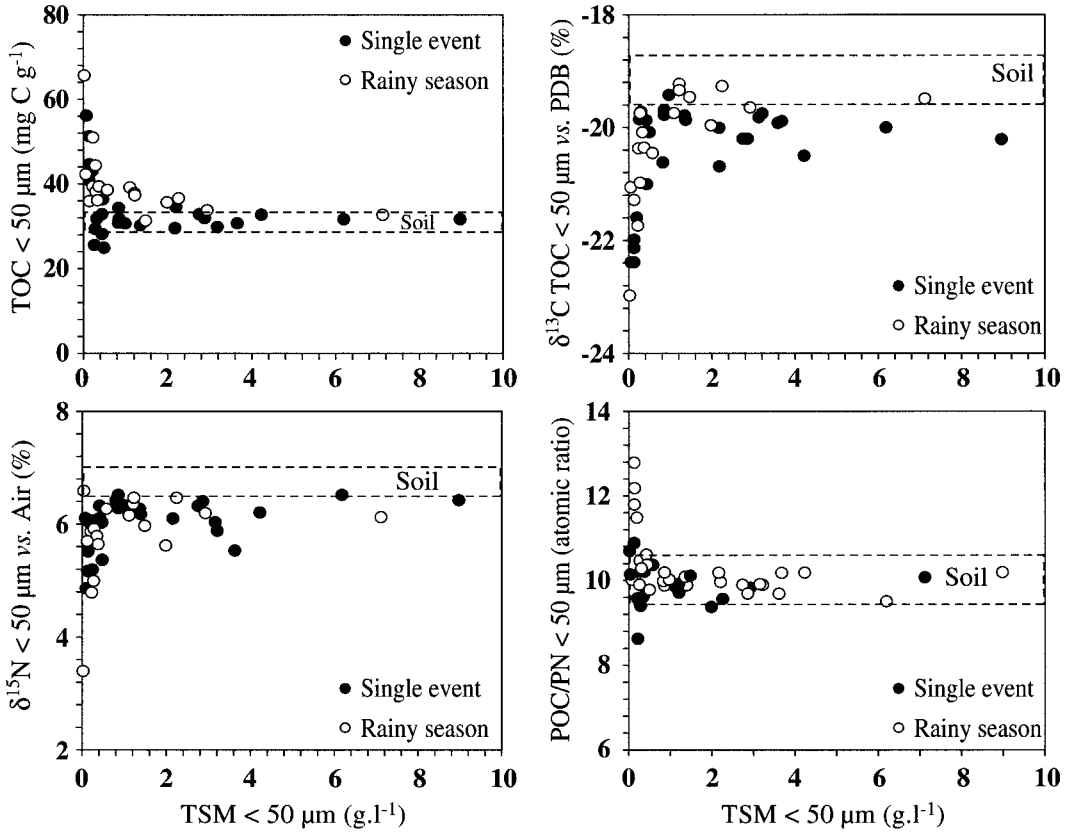 80
60
40
20
0
TOC < 50 µm (mg C g⁻¹)
Single event
Rainy season
Soil
0 2 4 6 8 10
-18
-20
-22
-24
δ¹³C TOC < 50 µm vs. PDB (%)
Soil
Single event
Rainy season
0 2 4 6 8 10
8
6
4
2
δ¹⁵N < 50 µm vs. Air (%)
Soil
Single event
Rainy season
0 2 4 6 8 10
TSM < 50 µm (g.l⁻¹)
14
12
10
8
6
POC/PN < 50 µm (atomic ratio)
Soil
Single event
Rainy season
0 2 4 6 8 10
TSM < 50 µm (g.l⁻¹)